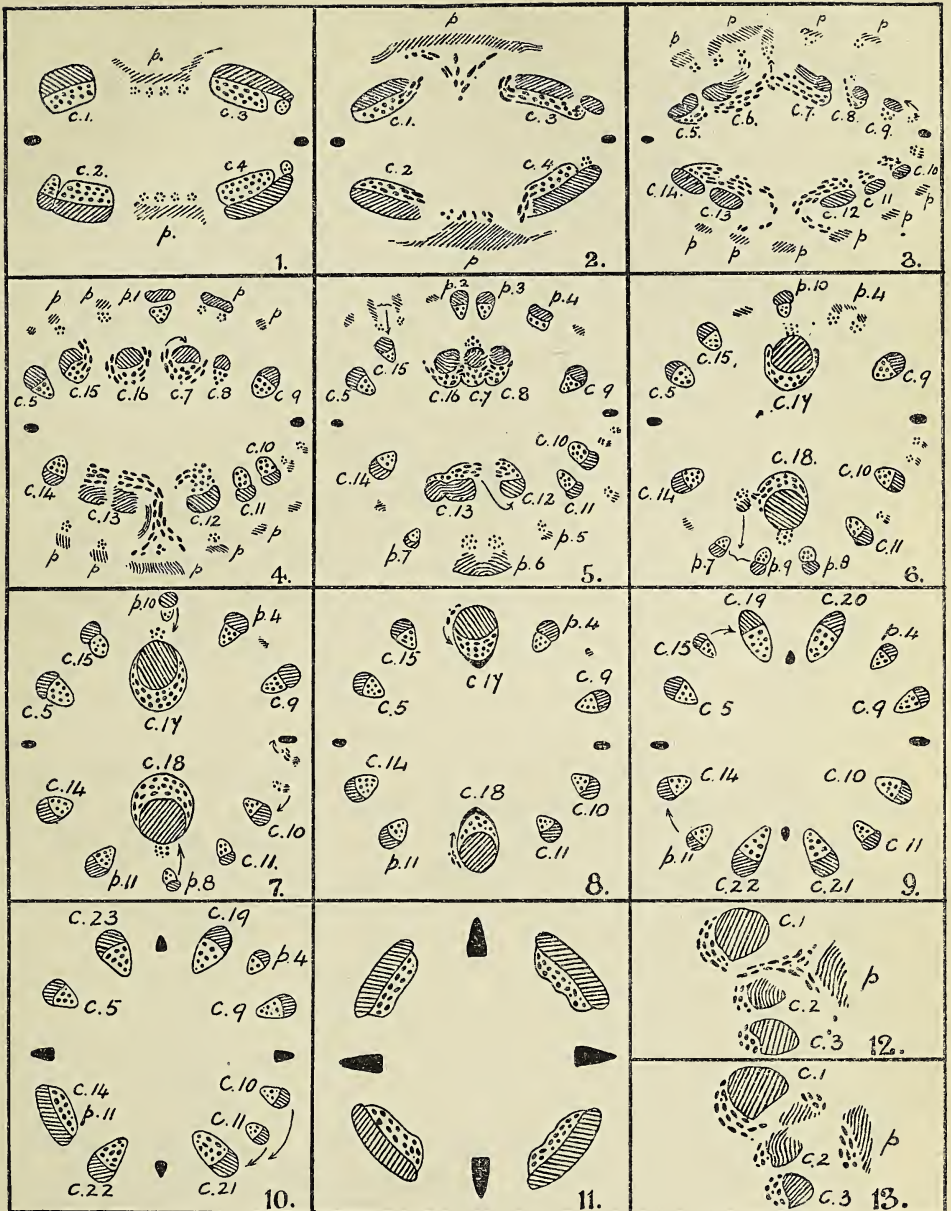 p.
C.1.
C.3
C.2.
C.4
p.
1.
p
C.1.
C.3
C.2
C.4.
p
2.
p p p p
C.5. C.6. C.7. C.8. C.9.
C.14. C.13 C.12 C.11 C.10
p p p p p
3.
p p p.1 p p
C.5 C.15 C.16 C.7 C.8 C.9
C.14 C.13 C.12 C.11 C.10
p p p p p
4.
p.2 p.3 p.4
C.15
C.5 C.16 C.7 C.8 C.9
C.10
C.14 C.13 C.12 C.11
p.7 p.6 p.5
5.
p.10 p.4
C.15.
C.5 C.17 C.9
C.18.
C.14 C.10
C.11
p.7 p.9 p.8
6.
p.10 p.4
C.15
C.5 C.17 C.9
C.18
C.14 C.10
C.11.
p.11 p.8
7.
C.15 p.4
C.17
C.5 C.9
C.14 C.18 C.10
p.11 C.11
8.
C.19 C.20
C.15 p.4
C.5 C.9
C.14 C.10
p.11 C.11
C.22 C.21
9.
C.23 C.19
p.4
C.5 C.9
C.14 C.10
p.11 C.11
C.22 C.21
10.
11.
C.1
p
C.2
C.3
12.
C.1
p
C.2
C.3
13.